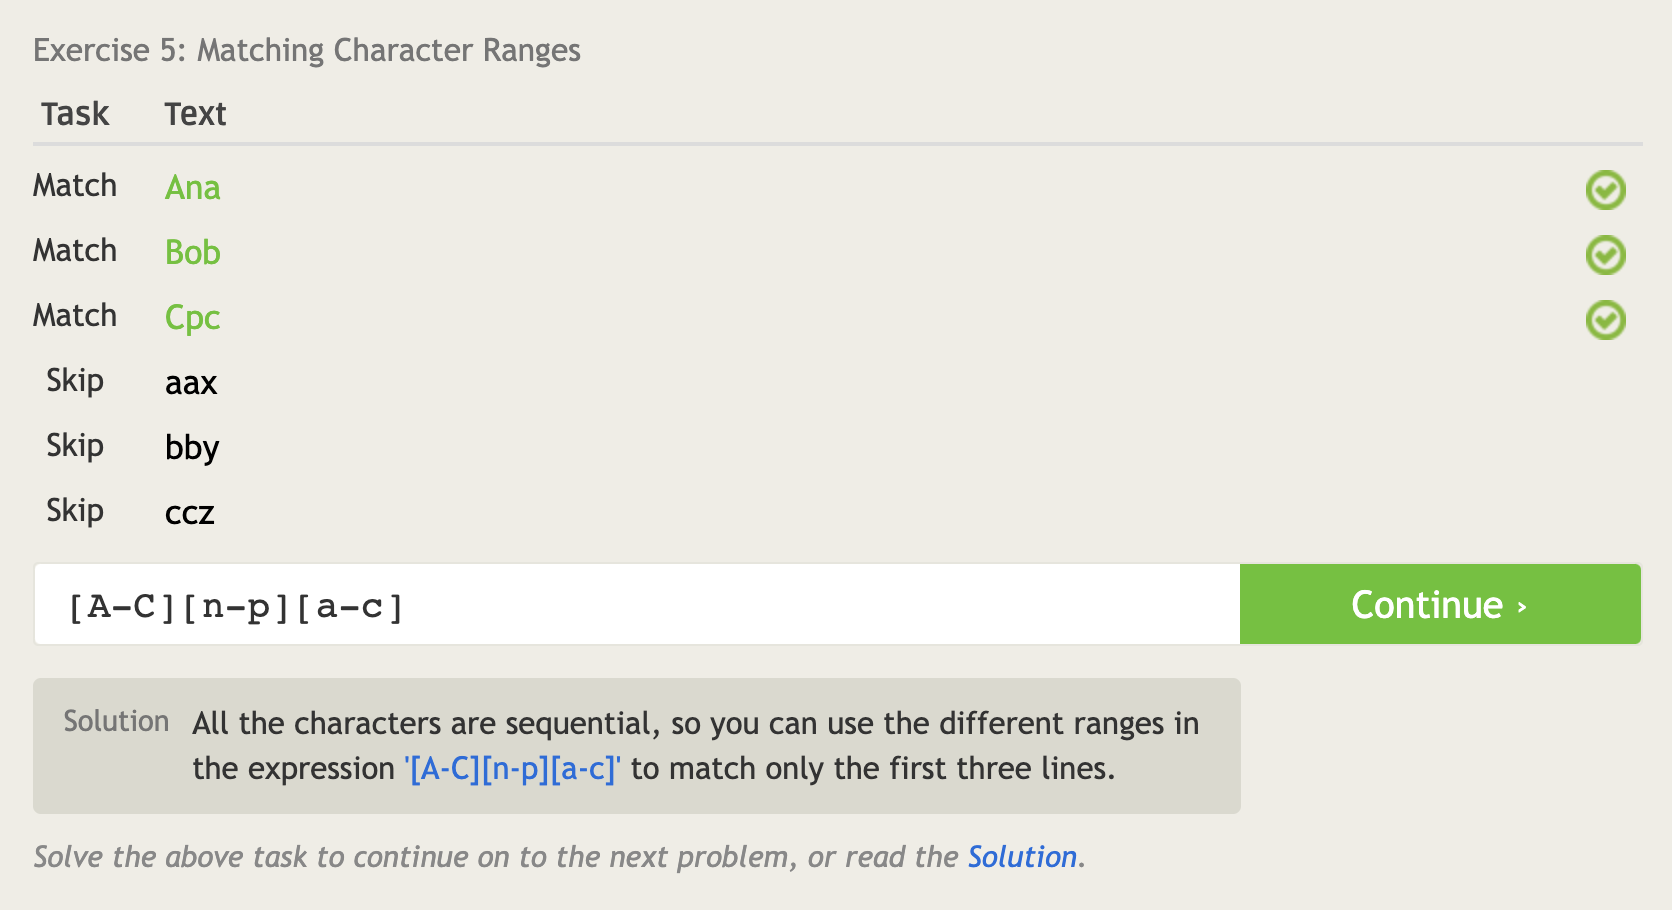 Exercise 5: Matching Character Ranges
Task Text
Match Ana
Match Bob
Match Cpc
Skip aax
Skip bby
Skip ccz
[A-C][n-p][a-c] Continue ›
Solution All the characters are sequential, so you can use the different ranges in
the expression '[A-C][n-p][a-c]' to match only the first three lines.
Solve the above task to continue on to the next problem, or read the Solution.